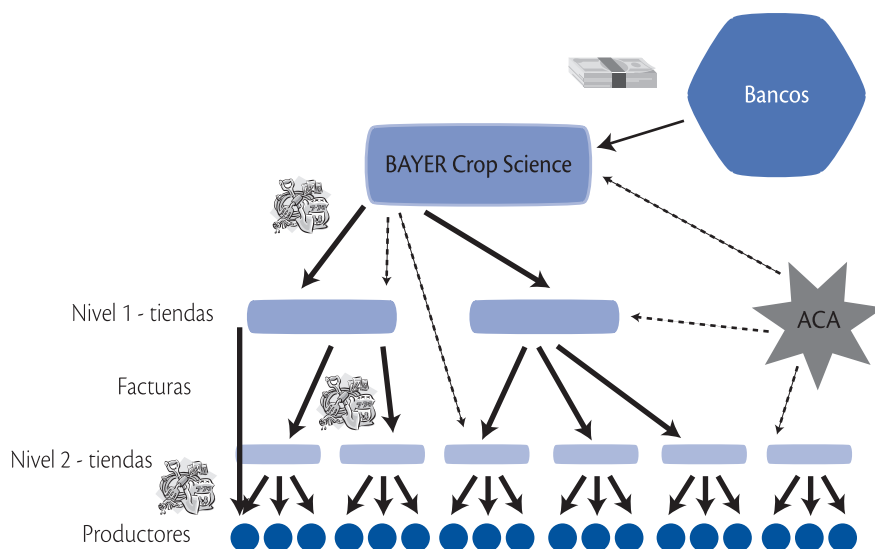 Bancos
BAYER Crop Science
Nivel 1 - tiendas
ACA
Facturas
Nivel 2 - tiendas
Productores